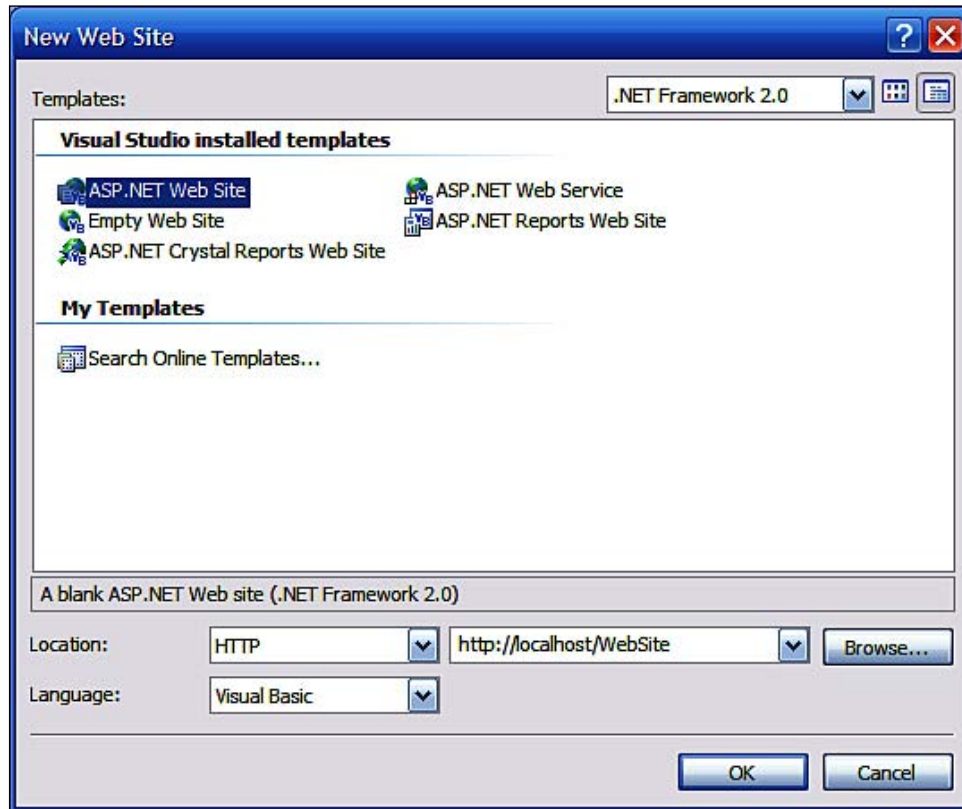 New Web Site
Templates:
.NET Framework 2.0
Visual Studio installed templates
ASP.NET Web Site
ASP.NET Web Service
Empty Web Site
ASP.NET Reports Web Site
ASP.NET Crystal Reports Web Site
My Templates
Search Online Templates...
A blank ASP.NET Web site (.NET Framework 2.0)
Location:
HTTP
http://localhost/WebSite
Browse...
Language:
Visual Basic
OK
Cancel